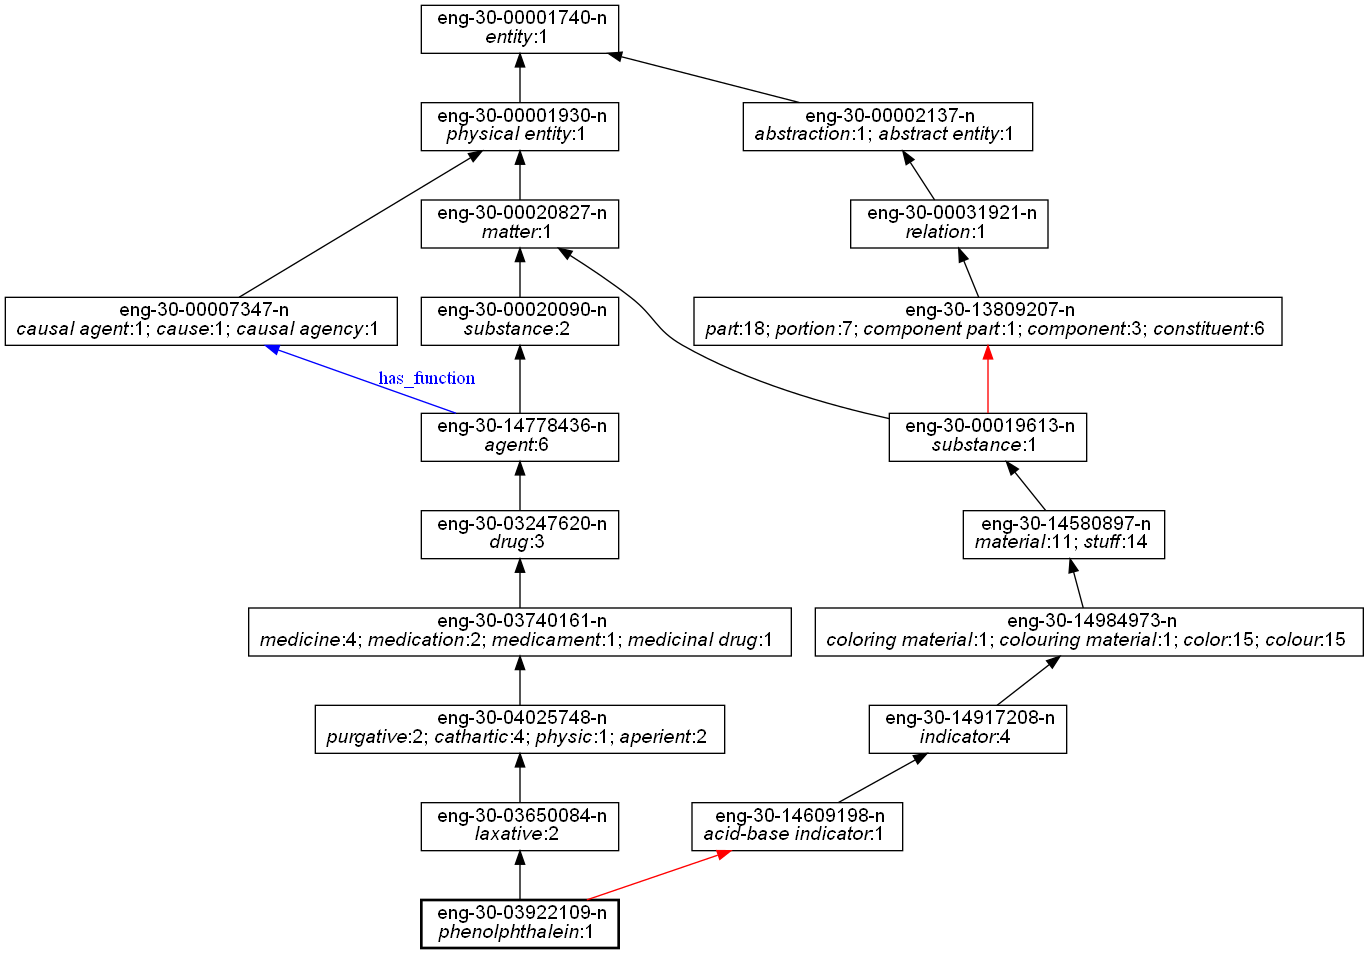 eng-30-00001740-n
entity:1
eng-30-00001930-n
physical entity:1
eng-30-00002137-n
abstraction:1; abstract entity:1
eng-30-00020827-n
matter:1
eng-30-00031921-n
relation:1
eng-30-00007347-n
causal agent:1; cause:1; causal agency:1
eng-30-00020090-n
substance:2
eng-30-13809207-n
part:18; portion:7; component part:1; component:3; constituent:6
has_function
eng-30-14778436-n
agent:6
eng-30-00019613-n
substance:1
eng-30-03247620-n
drug:3
eng-30-14580897-n
material:11; stuff:14
eng-30-03740161-n
medicine:4; medication:2; medicament:1; medicinal drug:1
eng-30-14984973-n
coloring material:1; colouring material:1; color:15; colour:15
eng-30-04025748-n
purgative:2; cathartic:4; physic:1; aperient:2
eng-30-14917208-n
indicator:4
eng-30-03650084-n
laxative:2
eng-30-14609198-n
acid-base indicator:1
eng-30-03922109-n
phenolphthalein:1